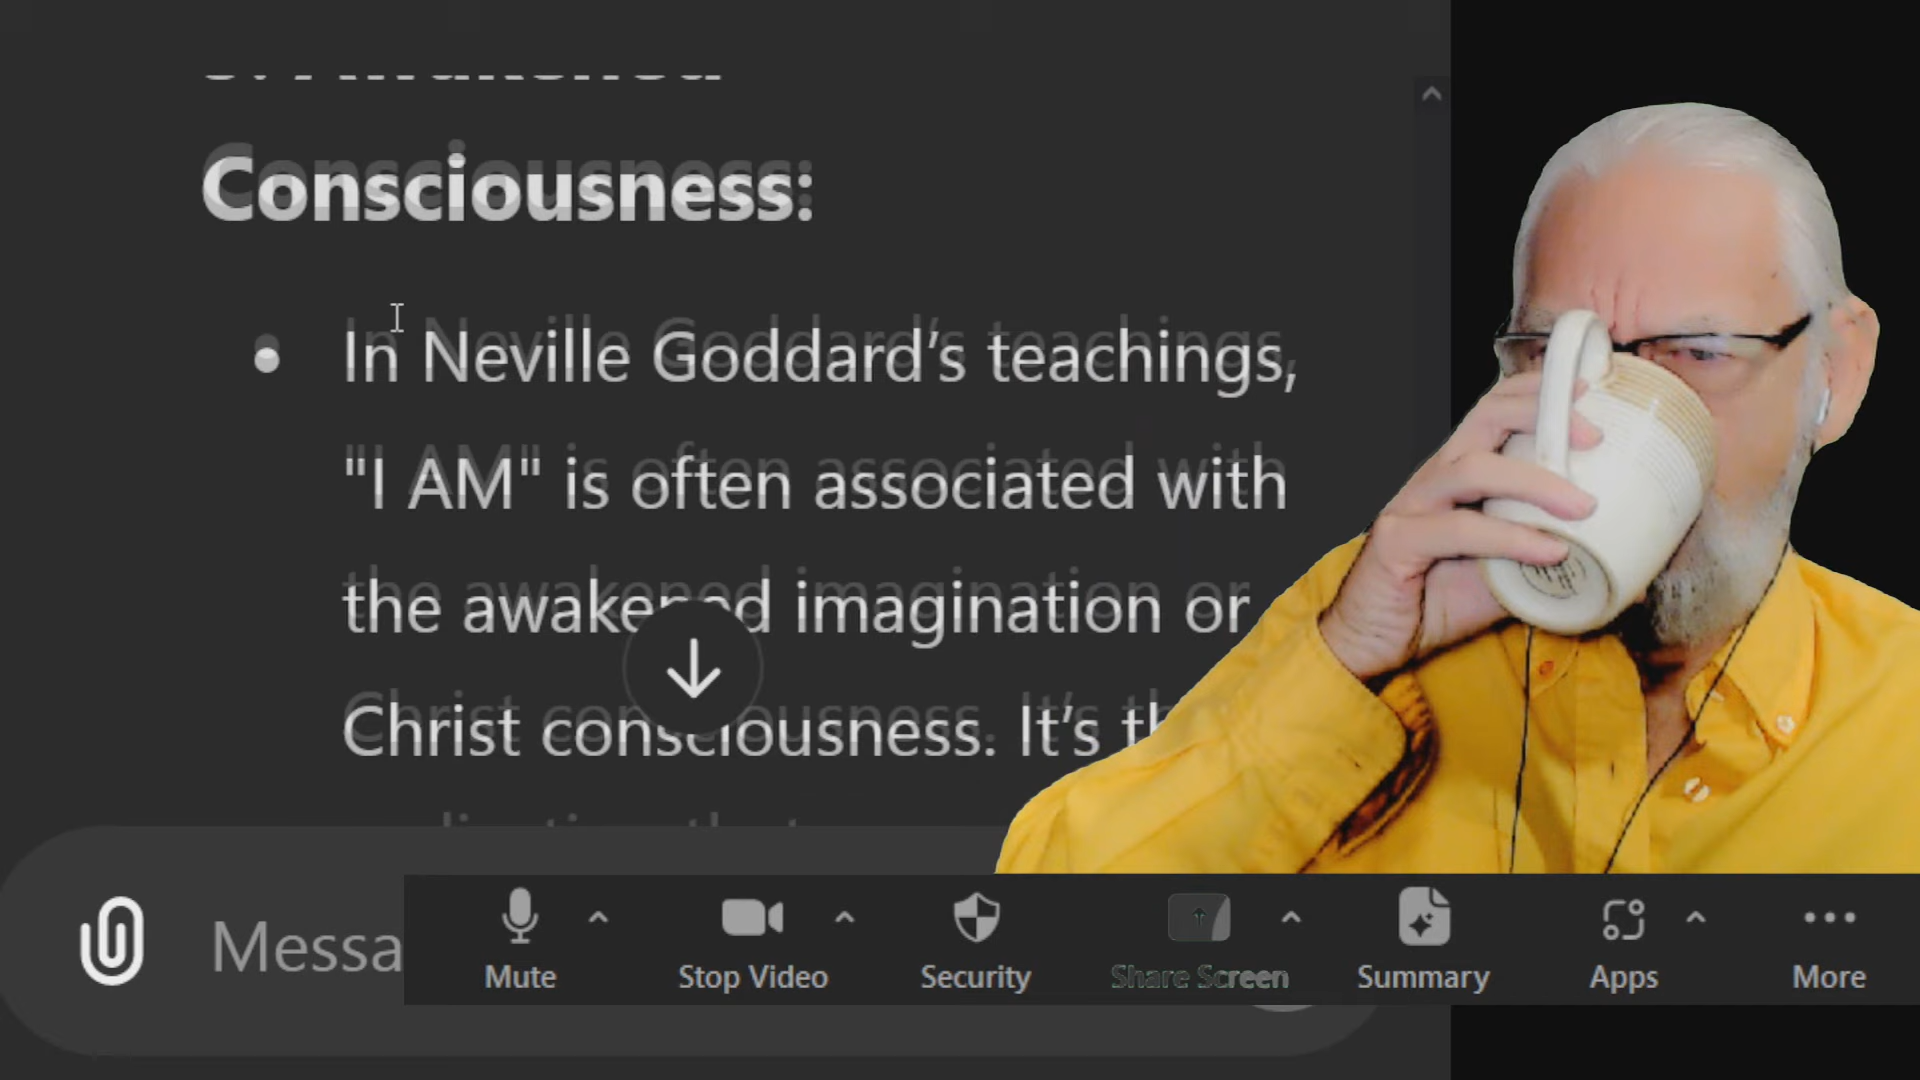 Consciousness:
In Neville Goddard’s teachings,
"I AM" is often associated with
the awakened imagination or
Christ consciousness. It’s
Messa
Mute
Stop Video
Security
Share Screen
Summary
Apps
More